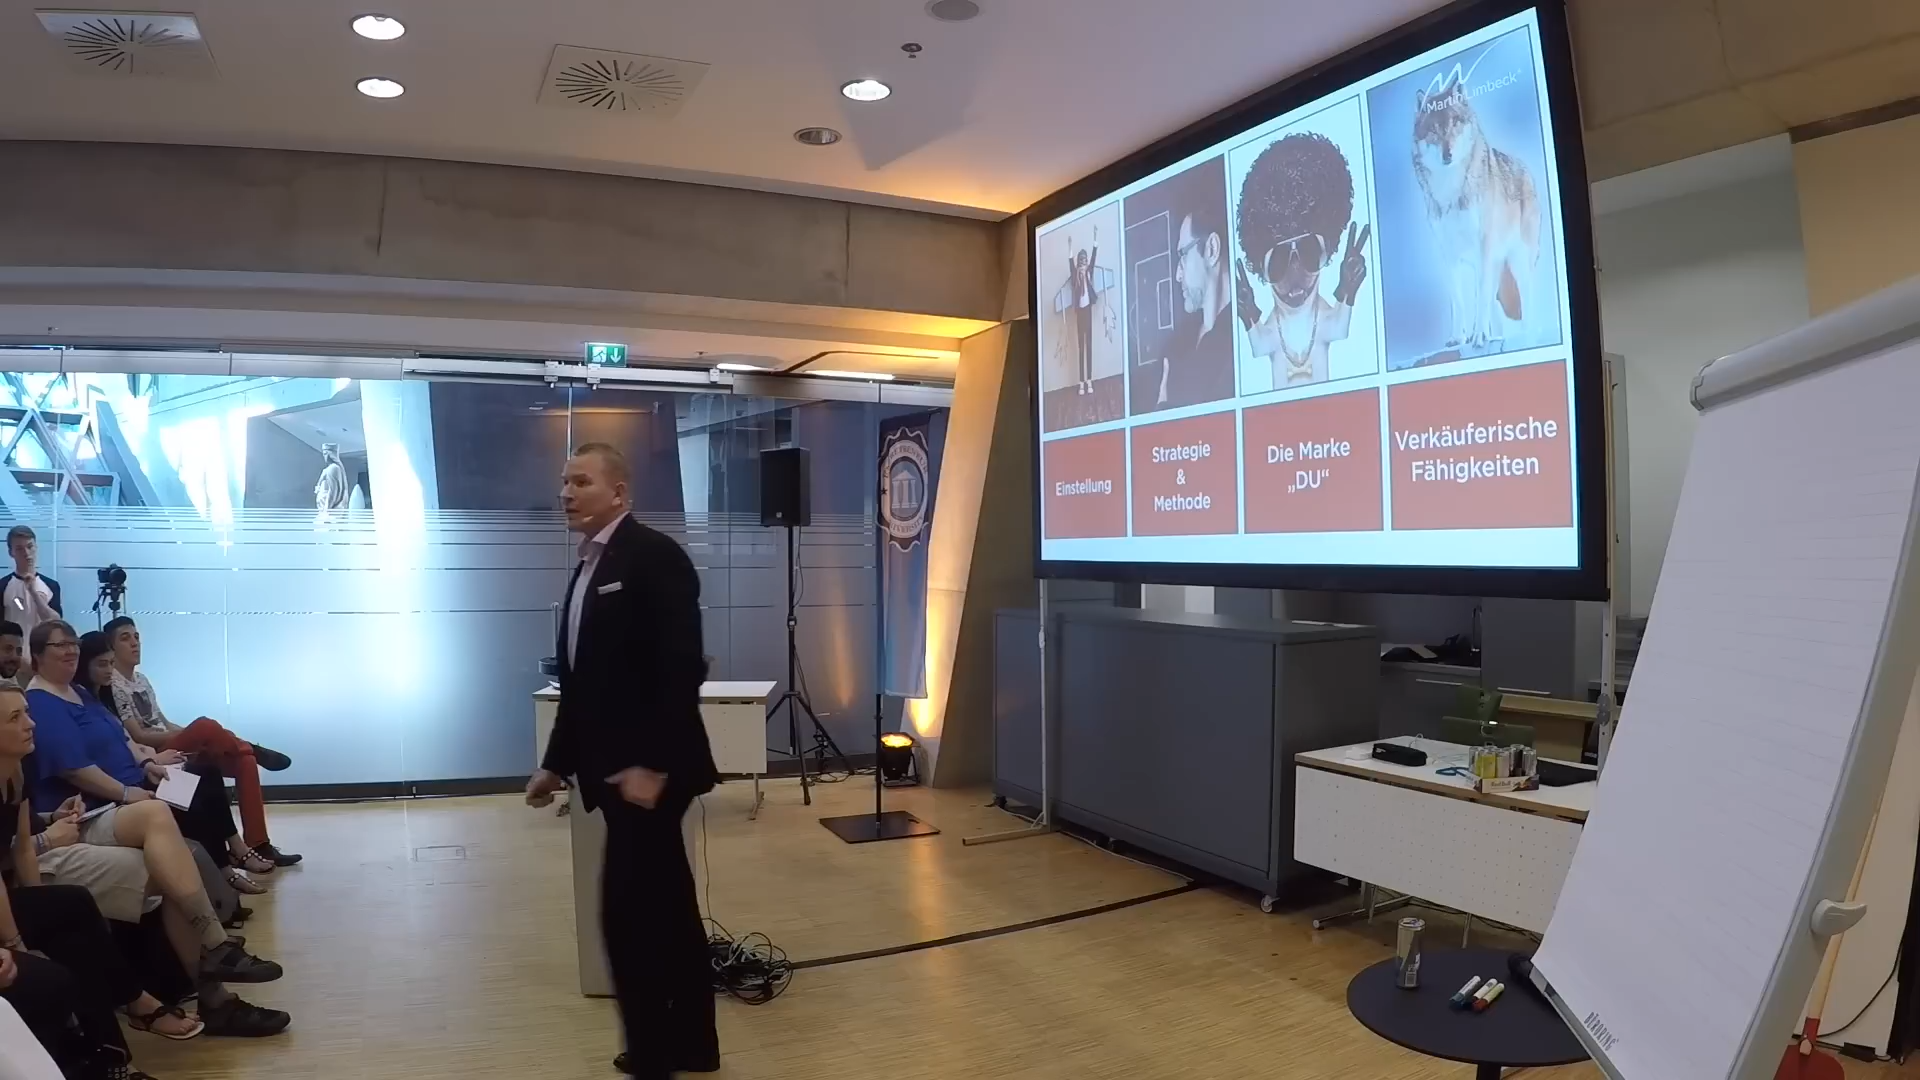 Martin Limbeck®
Einstellung
Strategie
&
Methode
Die Marke
„DU“
Verkäuferische
Fähigkeiten